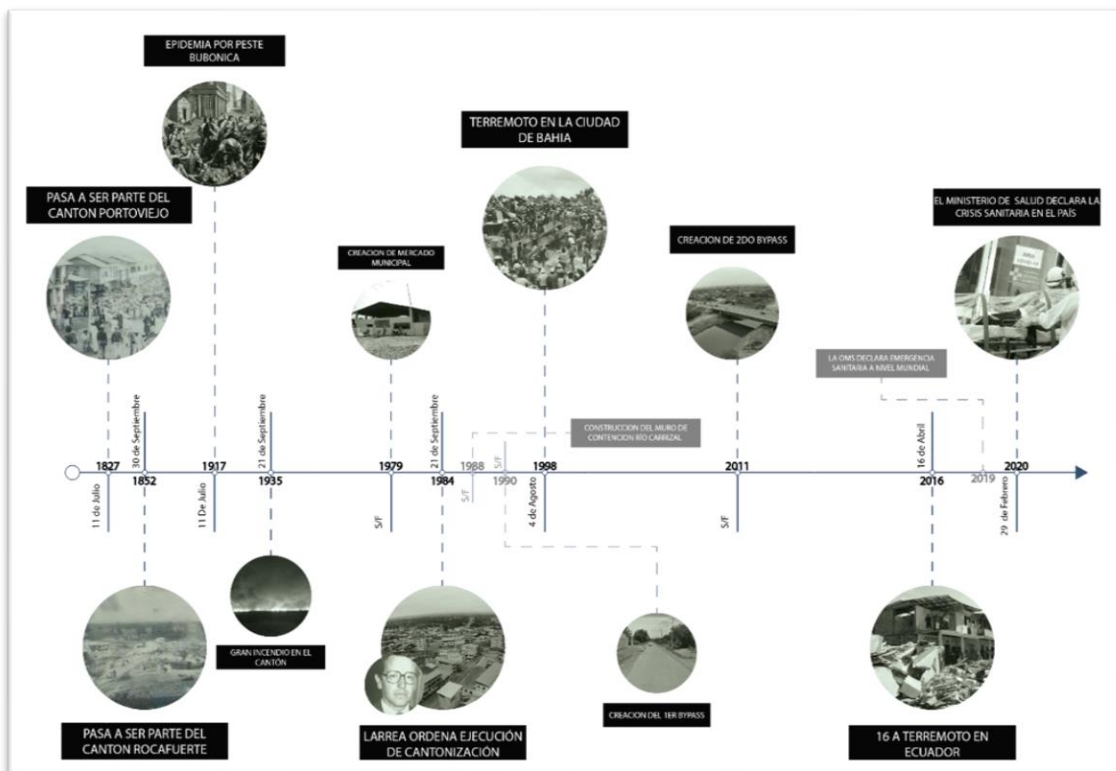 EPIDEMIA POR PESTE
BUBONICA
TERREMOTO EN LA CIUDAD
DE BAHIA
PASA A SER PARTE DEL
CANTON PORTOVIEJO
EL MINISTERIO DE SALUD DECLARA LA
CRISIS SANITARIA EN EL PAÍS
CREACION DE MERCADO
MUNICIPAL
CREACION DE 2DO BYPASS
LA OMS DECLARA EMERGENCIA
SANITARIA A NIVEL MUNDIAL
CONSTRUCCION DEL MURO DE
CONTENCION RÍO CARRIZAL
30 de Septiembre
21 de Septiembre
21 de Septiembre
S/F
16 de Abril
1827
1852
1917
1935
1979
1984
1988
1990
1998
2011
2016
2019
2020
11 de Julio
11 De Julio
S/F
S/F
4 de Agosto
S/F
29 de Febrero
GRAN INCENDIO EN EL
CANTÓN
CREACION DEL 1ER BYPASS
PASA A SER PARTE DEL
CANTON ROCAFUERTE
LARREA ORDENA EJECUCIÓN
DE CANTONIZACIÓN
16 A TERREMOTO EN
ECUADOR